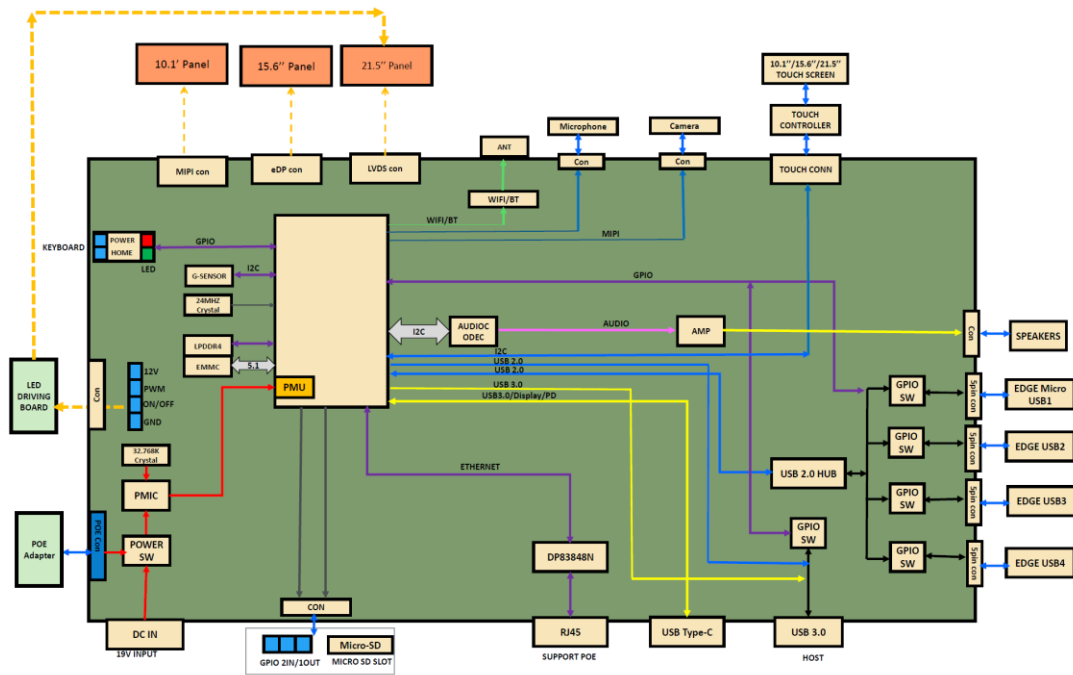 10.1' Panel
15.6'' Panel
21.5'' Panel
10.1''/15.6''/21.5''
TOUCH SCREEN
TOUCH
CONTROLLER
Microphone
Camera
ANT
MIPI con
eDP con
LVDS con
Con
Con
TOUCH CONN
WIFI/BT
WIFI/BT
MIPI
KEYBOARD
POWER
HOME
LED
GPIO
G-SENSOR
I2C
GPIO
24MHZ
Crystal
LPDDR4
EMMC
5.1
PMU
I2C
AUDIOC
ODEC
AUDIO
AMP
Con
SPEAKERS
I2C
USB 2.0
USB 2.0
USB 3.0
USB3.0/Display/PD
LED
DRIVING
BOARD
Con
12V
PWM
ON/OFF
GND
GPIO
SW
5pin con
EDGE Micro
USB1
GPIO
SW
5pin con
EDGE USB2
32.768K
Crystal
PMIC
ETHERNET
USB 2.0 HUB
GPIO
SW
5pin con
EDGE USB3
POE
Adapter
POE Con
POWER
SW
GPIO
SW
DP83848N
GPIO
SW
5pin con
EDGE USB4
CON
DC IN
19V INPUT
Micro-SD
GPIO 2IN/1OUT
MICRO SD SLOT
RJ45
SUPPORT POE
USB Type-C
USB 3.0
HOST